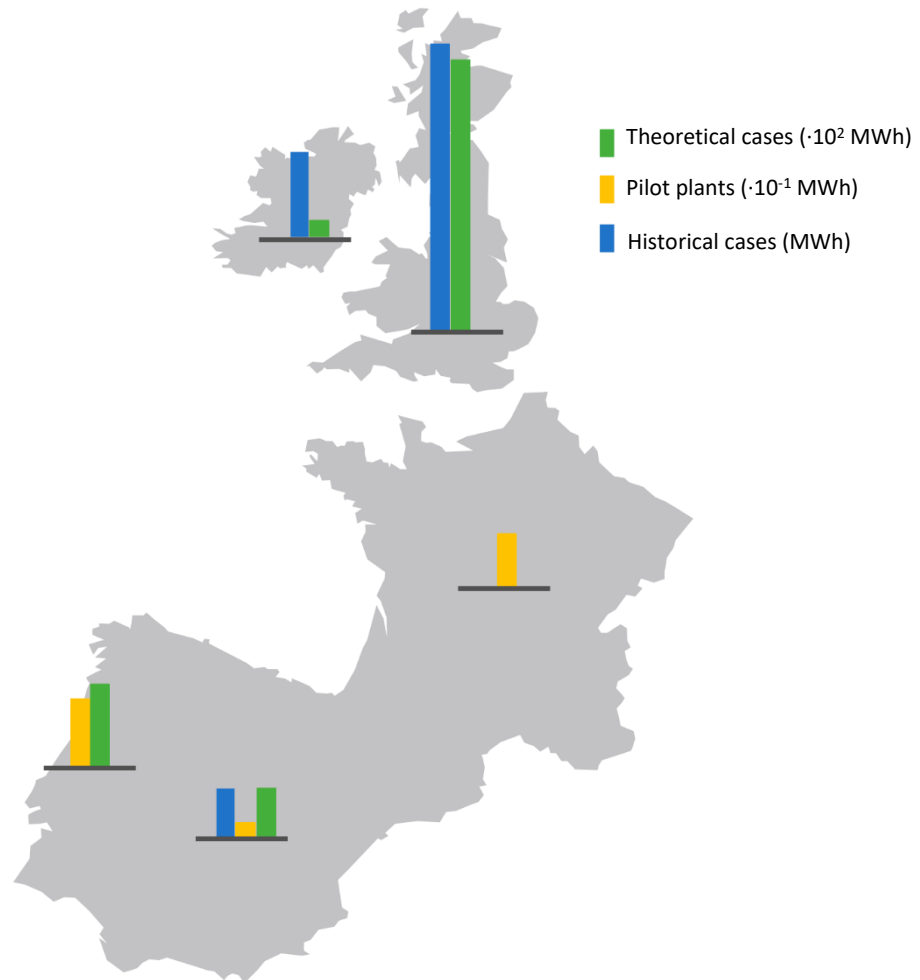 Theoretical cases (·10² MWh)
Pilot plants (·10⁻¹ MWh)
Historical cases (MWh)